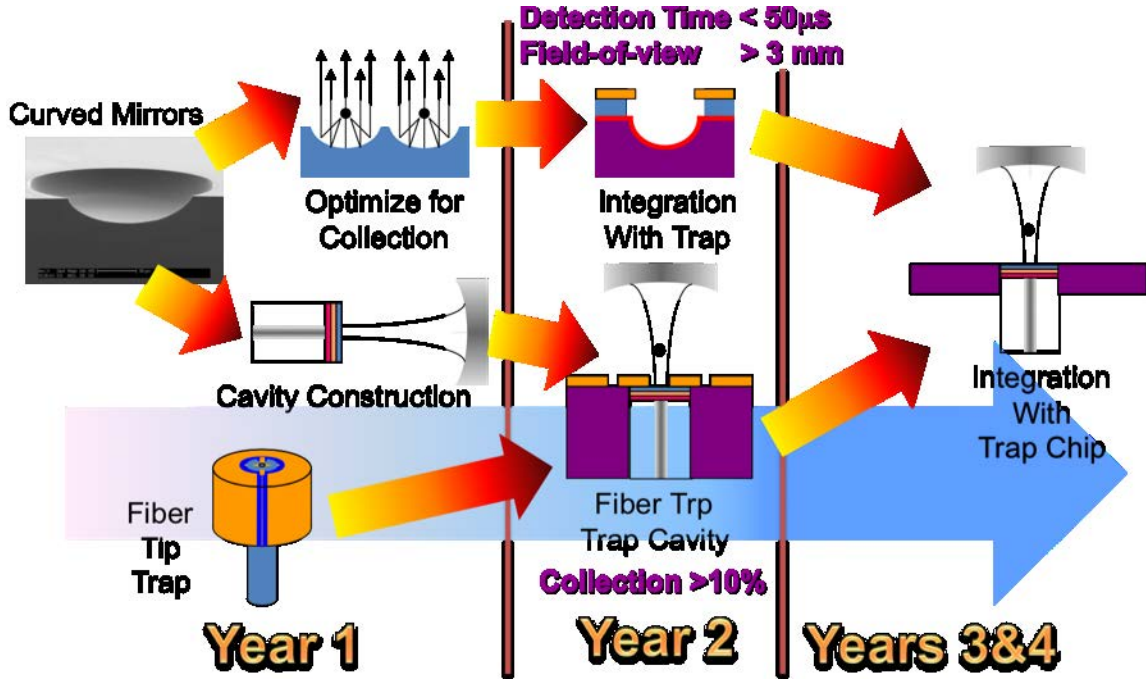 Detection Time < 50μs
Field-of-view > 3 mm
Curved Mirrors
Optimize for
Collection
Integration
With Trap
Cavity Construction
Integration
With
Trap Chip
Fiber
Tip
Trap
Fiber Trp
Trap Cavity
Collection >10%
Year 1
Year 2
Years 3&4